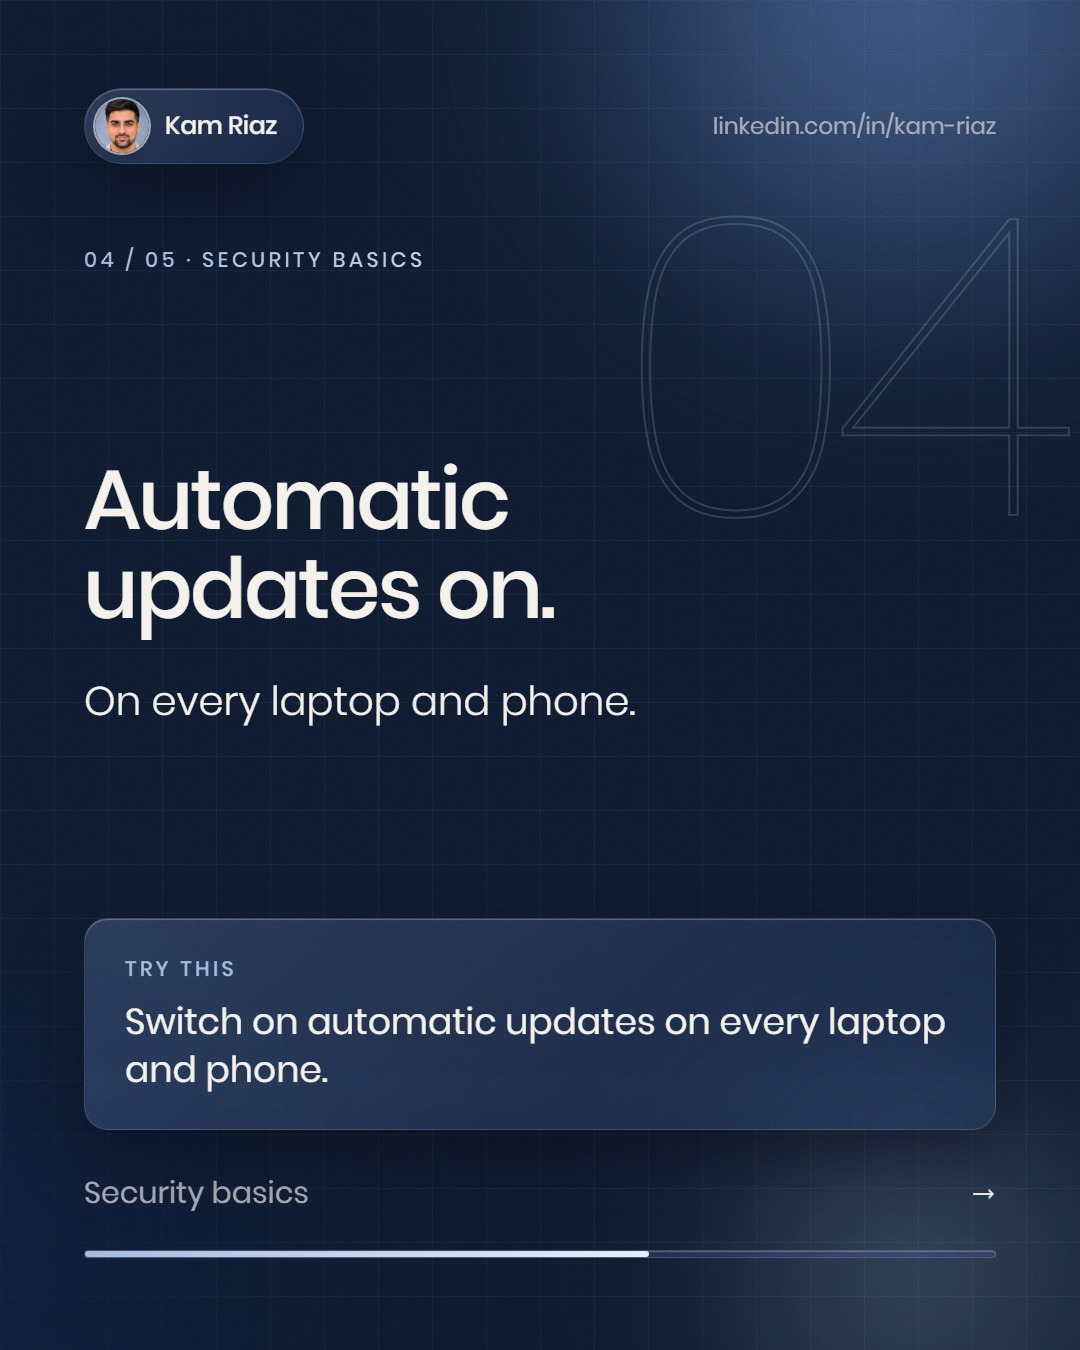 Kam Riaz
linkedin.com/in/kam-riaz
04 / 05 · SECURITY BASICS
04
Automatic
updates on.
On every laptop and phone.
TRY THIS
Switch on automatic updates on every laptop
and phone.
Security basics →